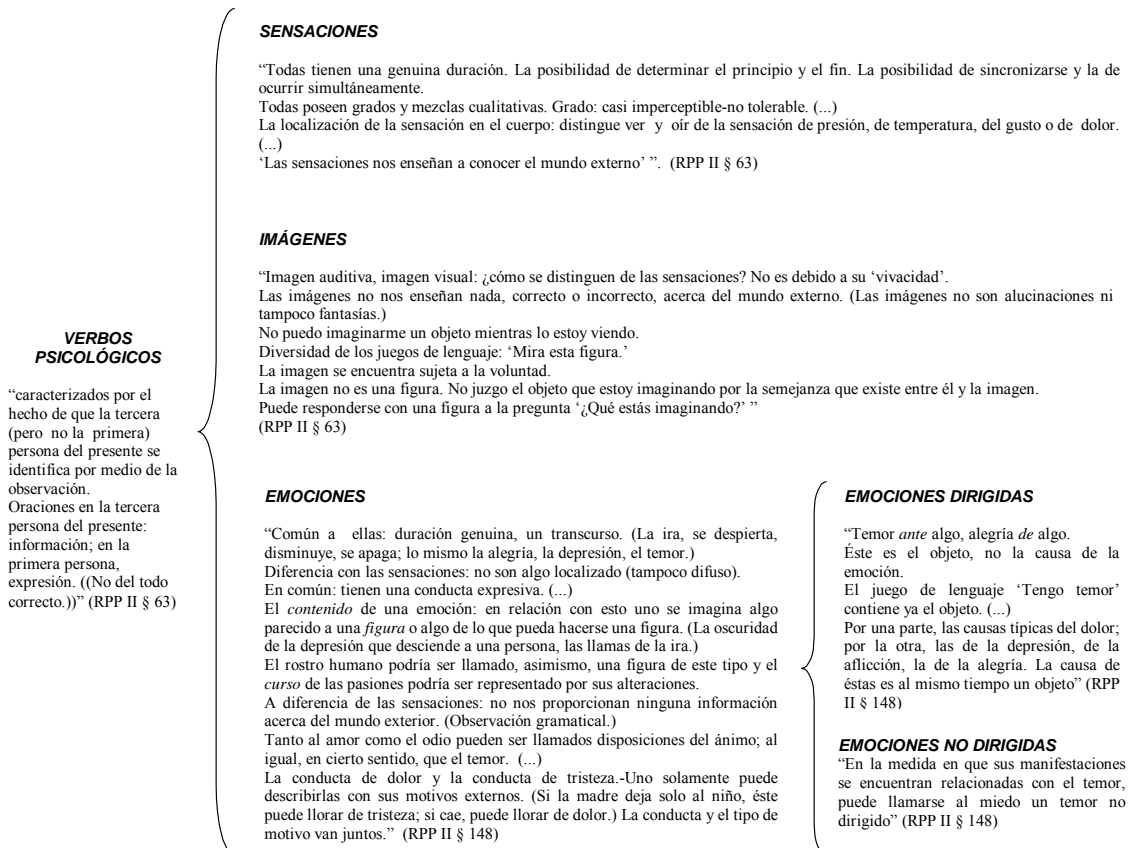 VERBOS
PSICOLÓGICOS
“caracterizados por el
hecho de que la tercera
(pero no la primera)
persona del presente se
identifica por medio de la
observación.
Oraciones en la tercera
persona del presente:
información; en la
primera persona,
expresión. ((No del todo
correcto.))” (RPP II § 63)
SENSACIONES
“Todas tienen una genuina duración. La posibilidad de determinar el principio y el fin. La posibilidad de sincronizarse y la de
ocurrir simultáneamente.
Todas poseen grados y mezclas cualitativas. Grado: casi imperceptible-no tolerable. (...)
La localización de la sensación en el cuerpo: distingue ver y oír de la sensación de presión, de temperatura, del gusto o de dolor.
(...)
‘Las sensaciones nos enseñan a conocer el mundo externo’ ”. (RPP II § 63)
IMÁGENES
“Imagen auditiva, imagen visual: ¿cómo se distinguen de las sensaciones? No es debido a su ‘vivacidad’.
Las imágenes no nos enseñan nada, correcto o incorrecto, acerca del mundo externo. (Las imágenes no son alucinaciones ni
tampoco fantasías.)
No puedo imaginarme un objeto mientras lo estoy viendo.
Diversidad de los juegos de lenguaje: ‘Mira esta figura.’
La imagen se encuentra sujeta a la voluntad.
La imagen no es una figura. No juzgo el objeto que estoy imaginando por la semejanza que existe entre él y la imagen.
Puede responderse con una figura a la pregunta ‘¿Qué estás imaginando?’ ”
(RPP II § 63)
EMOCIONES
“Común a ellas: duración genuina, un transcurso. (La ira, se despierta,
disminuye, se apaga; lo mismo la alegría, la depresión, el temor.)
Diferencia con las sensaciones: no son algo localizado (tampoco difuso).
En común: tienen una conducta expresiva. (...)
El contenido de una emoción: en relación con esto uno se imagina algo
parecido a una figura o algo de lo que pueda hacerse una figura. (La oscuridad
de la depresión que desciende a una persona, las llamas de la ira.)
El rostro humano podría ser llamado, asimismo, una figura de este tipo y el
curso de las pasiones podría ser representado por sus alteraciones.
A diferencia de las sensaciones: no nos proporcionan ninguna información
acerca del mundo exterior. (Observación gramatical.)
Tanto al amor como el odio pueden ser llamados disposiciones del ánimo; al
igual, en cierto sentido, que el temor. (...)
La conducta de dolor y la conducta de tristeza.-Uno solamente puede
describirlas con sus motivos externos. (Si la madre deja solo al niño, éste
puede llorar de tristeza; si cae, puede llorar de dolor.) La conducta y el tipo de
motivo van juntos.” (RPP II § 148)
EMOCIONES DIRIGIDAS
“Temor ante algo, alegría de algo.
Éste es el objeto, no la causa de la
emoción.
El juego de lenguaje ‘Tengo temor’
contiene ya el objeto. (...)
Por una parte, las causas típicas del dolor;
por la otra, las de la depresión, de la
aflicción, la de la alegría. La causa de
éstas es al mismo tiempo un objeto” (RPP
II § 148)
EMOCIONES NO DIRIGIDAS
“En la medida en que sus manifestaciones
se encuentran relacionadas con el temor,
puede llamarse al miedo un temor no
dirigido” (RPP II § 148)